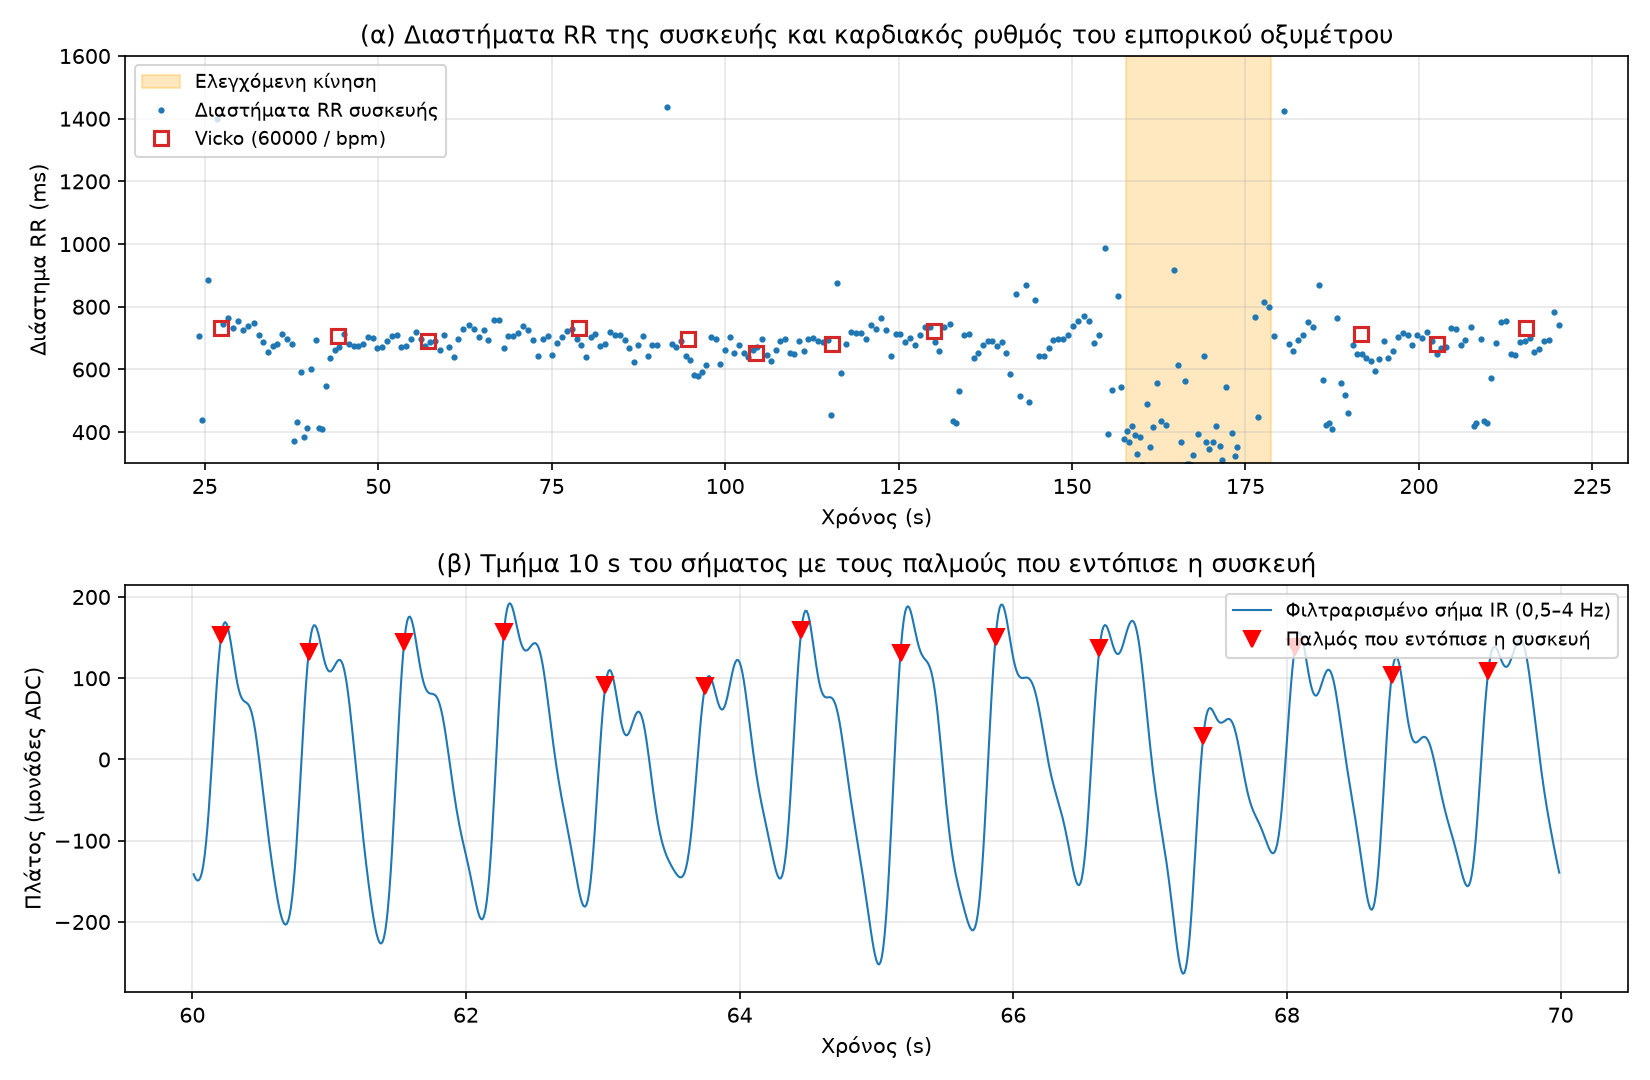 (α) Διαστήματα RR της συσκευής και καρδιακός ρυθμός του εμπορικού οξυμέτρου
Διάστημα RR (ms)
1600
1400
1200
1000
800
600
400
Ελεγχόμενη κίνηση
Διαστήματα RR συσκευής
Vicko (60000 / bpm)
25 50 75 100 125 150 175 200 225
Χρόνος (s)
(β) Τμήμα 10 s του σήματος με τους παλμούς που εντόπισε η συσκευή
Πλάτος (μονάδες ADC)
200
100
0
−100
−200
Φιλτραρισμένο σήμα IR (0,5–4 Hz)
Παλμός που εντόπισε η συσκευή
60 62 64 66 68 70
Χρόνος (s)